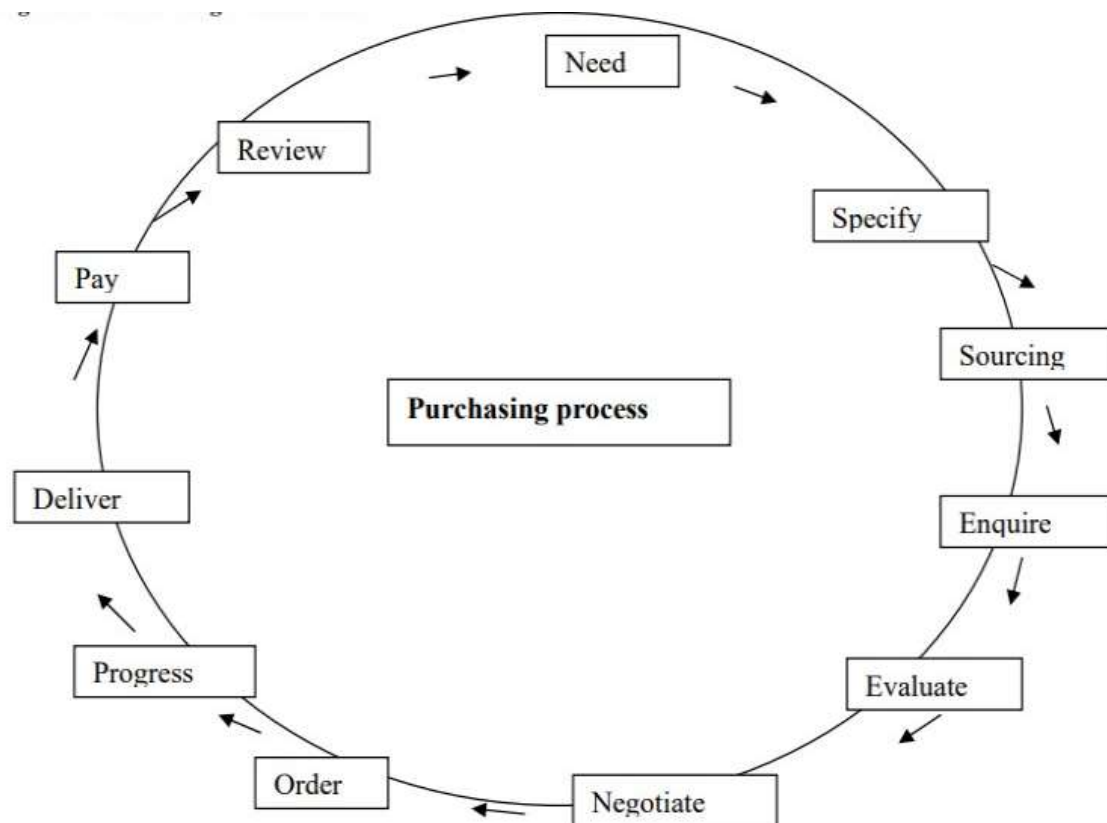 Need
Specify
Sourcing
Enquire
Evaluate
Negotiate
Order
Progress
Deliver
Pay
Review
Purchasing process